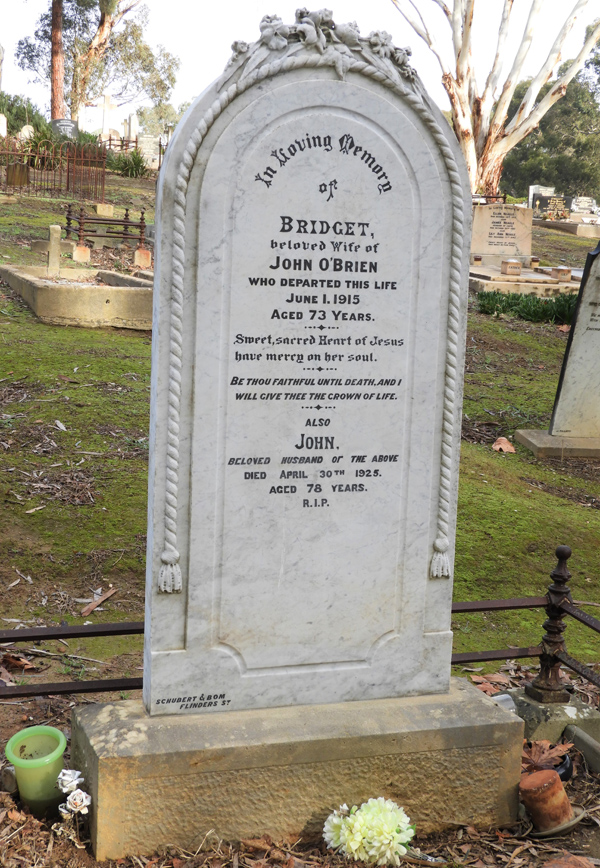 In Loving Memory
of
BRIDGET,
beloved Wife of
JOHN O'BRIEN
WHO DEPARTED THIS LIFE
JUNE 1. 1915
AGED 73 YEARS.
Sweet, sacred Heart of Jesus
have mercy on her soul.
BE THOU FAITHFUL UNTIL DEATH, AND I
WILL GIVE THEE THE CROWN OF LIFE.
ALSO
JOHN,
BELOVED HUSBAND OF THE ABOVE
DIED APRIL 30TH 1925.
AGED 78 YEARS.
R.I.P.
SCHUBERT & BOM
FLINDERS ST